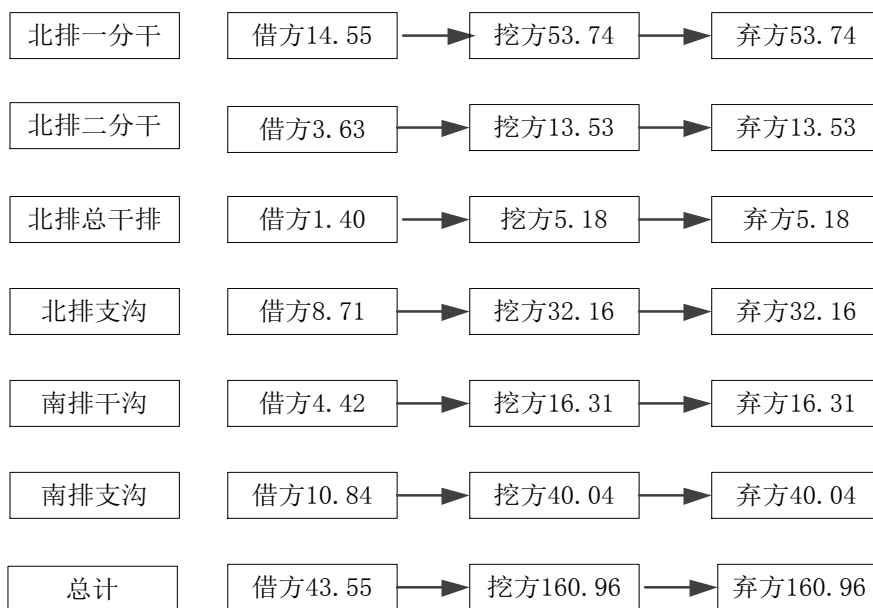 北排一分干 借方14.55 挖方53.74 弃方53.74
北排二分干 借方3.63 挖方13.53 弃方13.53
北排总干排 借方1.40 挖方5.18 弃方5.18
北排支沟 借方8.71 挖方32.16 弃方32.16
南排干沟 借方4.42 挖方16.31 弃方16.31
南排支沟 借方10.84 挖方40.04 弃方40.04
总计 借方43.55 挖方160.96 弃方160.96